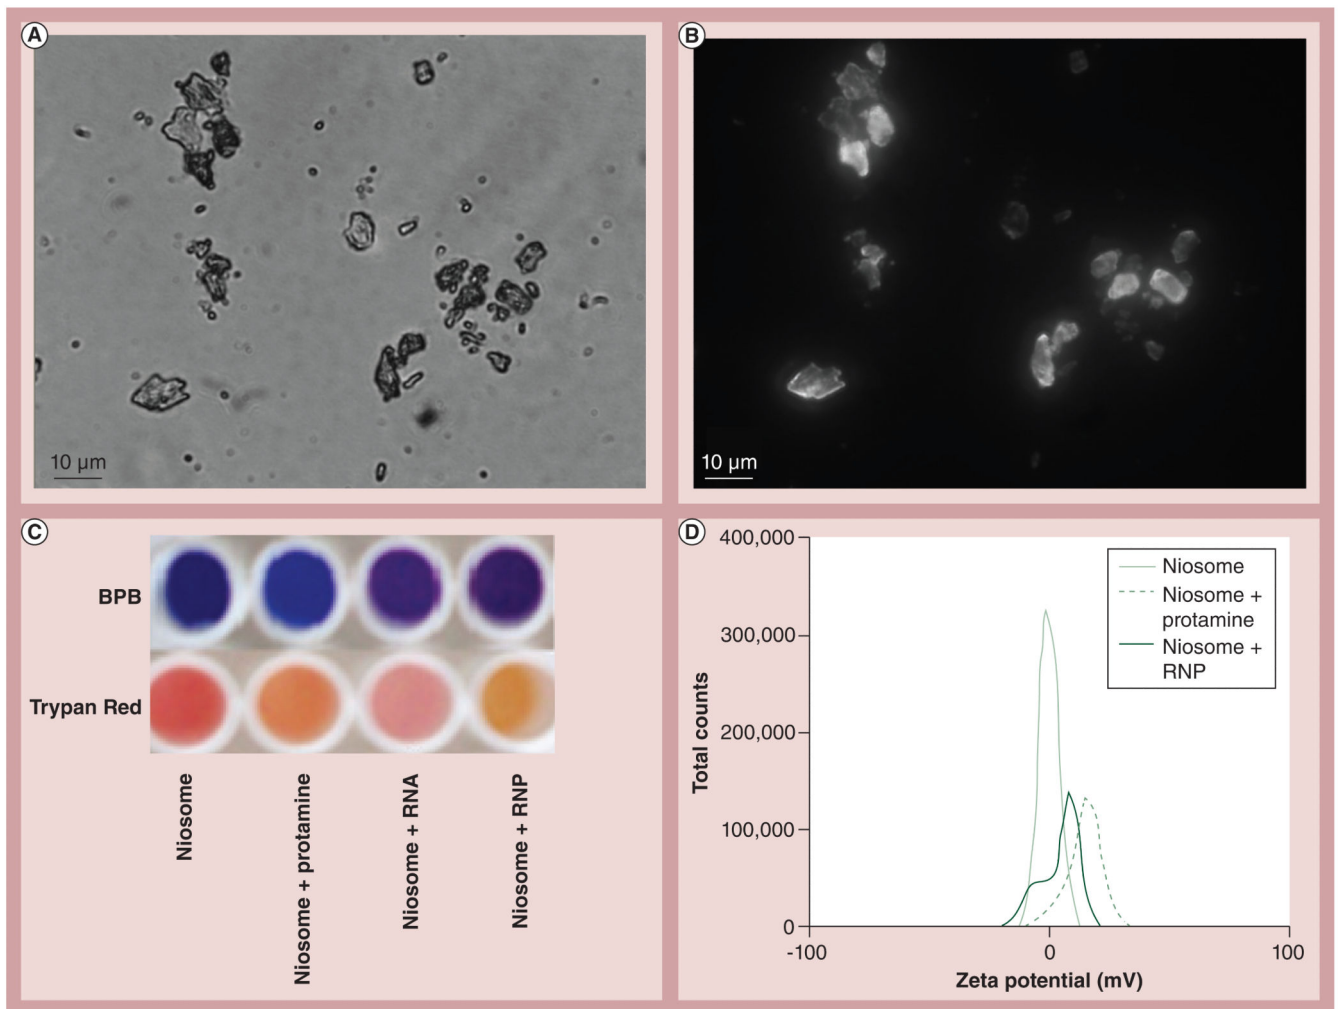 A
10 µm
B
10 µm
C
BPB
Trypan Red
Niosome
Niosome + protamine
Niosome + RNA
Niosome + RNP
D
400,000
300,000
200,000
100,000
0
Total counts
-100
0
100
Zeta potential (mV)
Niosome
Niosome +
protamine
Niosome +
RNP